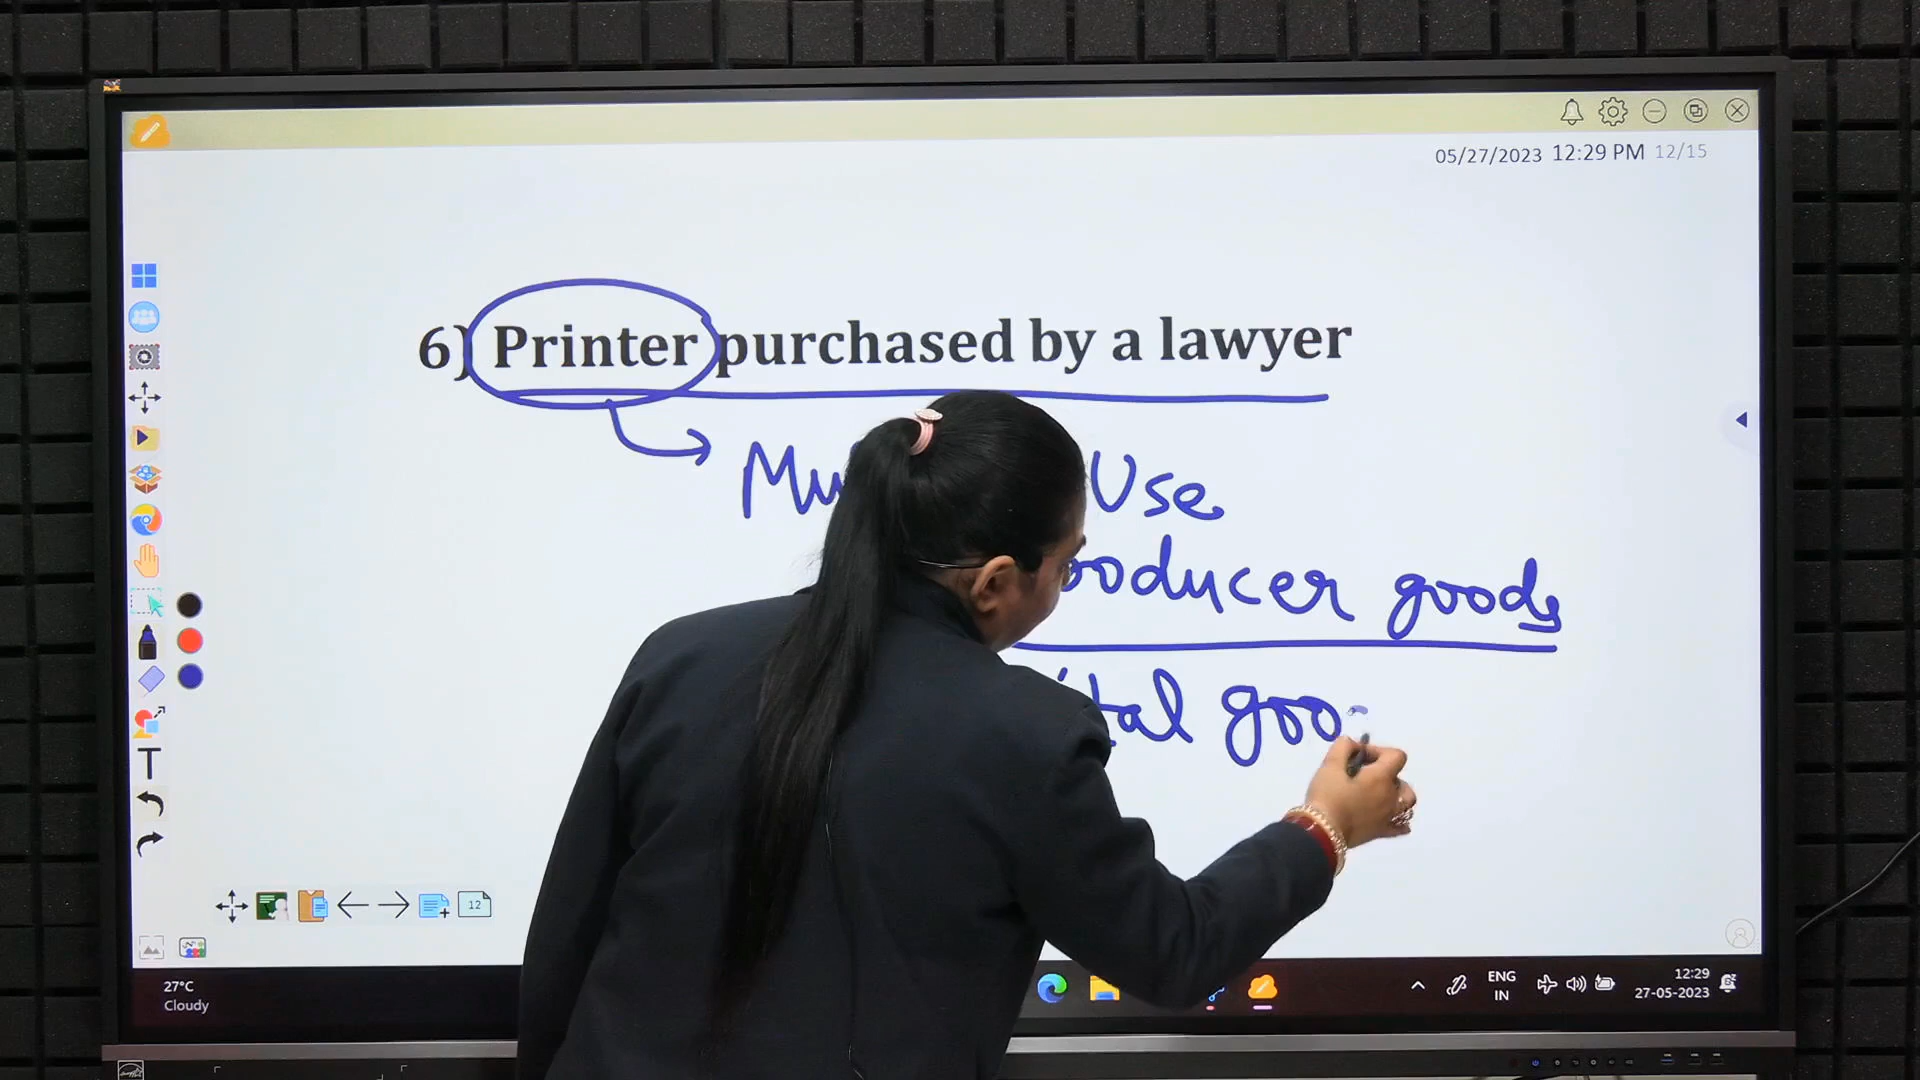 05/27/2023 12:29 PM 12/15
6) Printer purchased by a lawyer
Use
goods
12
27°C
Cloudy
ENG
IN
12:29
27-05-2023